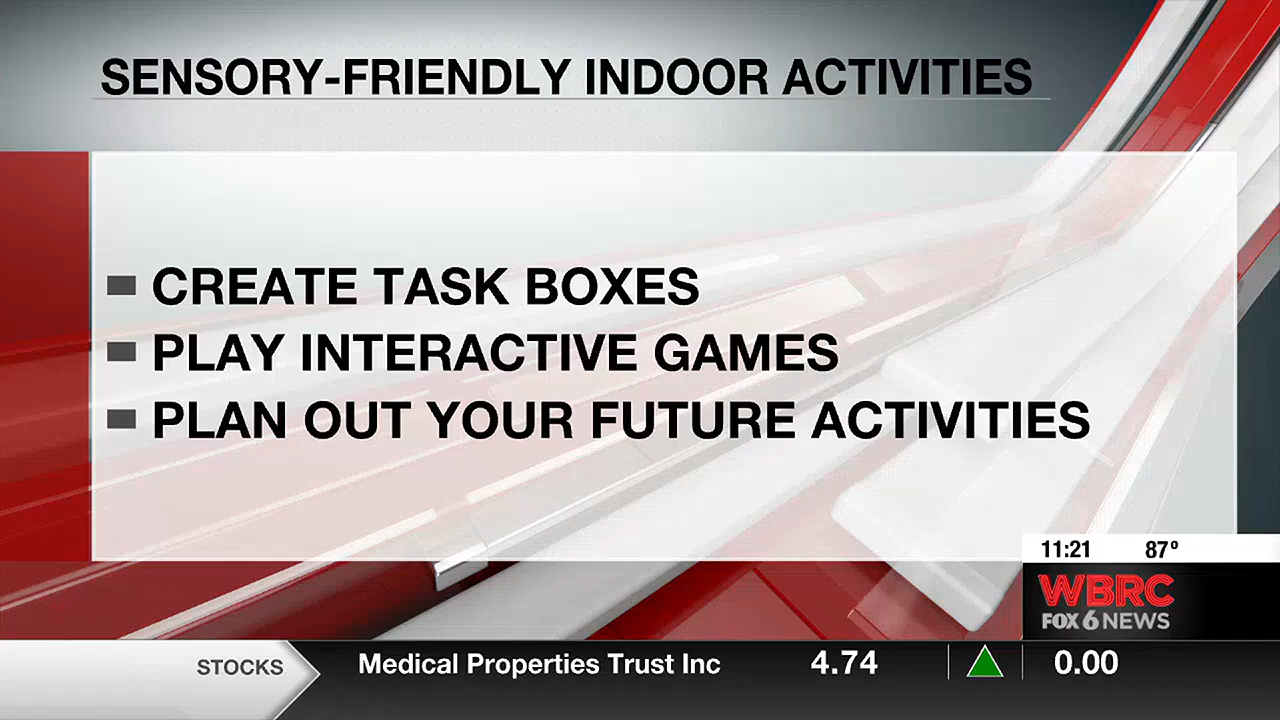 SENSORY-FRIENDLY INDOOR ACTIVITIES
CREATE TASK BOXES
PLAY INTERACTIVE GAMES
PLAN OUT YOUR FUTURE ACTIVITIES
11:21 87º
WBRC
FOX 6 NEWS
STOCKS Medical Properties Trust Inc 4.74 0.00